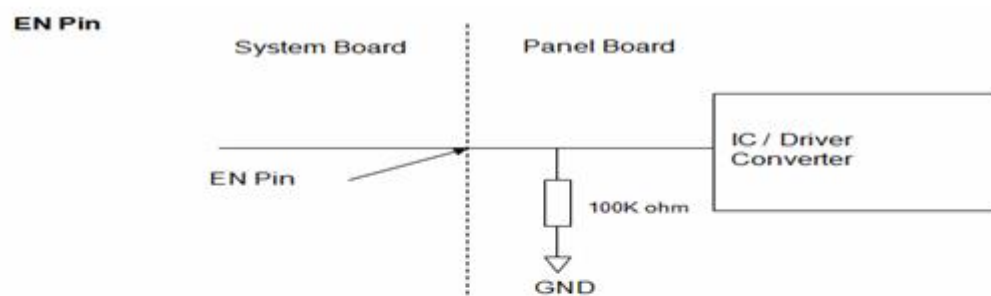 EN Pin
System Board
Panel Board
IC / Driver
Converter
EN Pin
100K ohm
GND